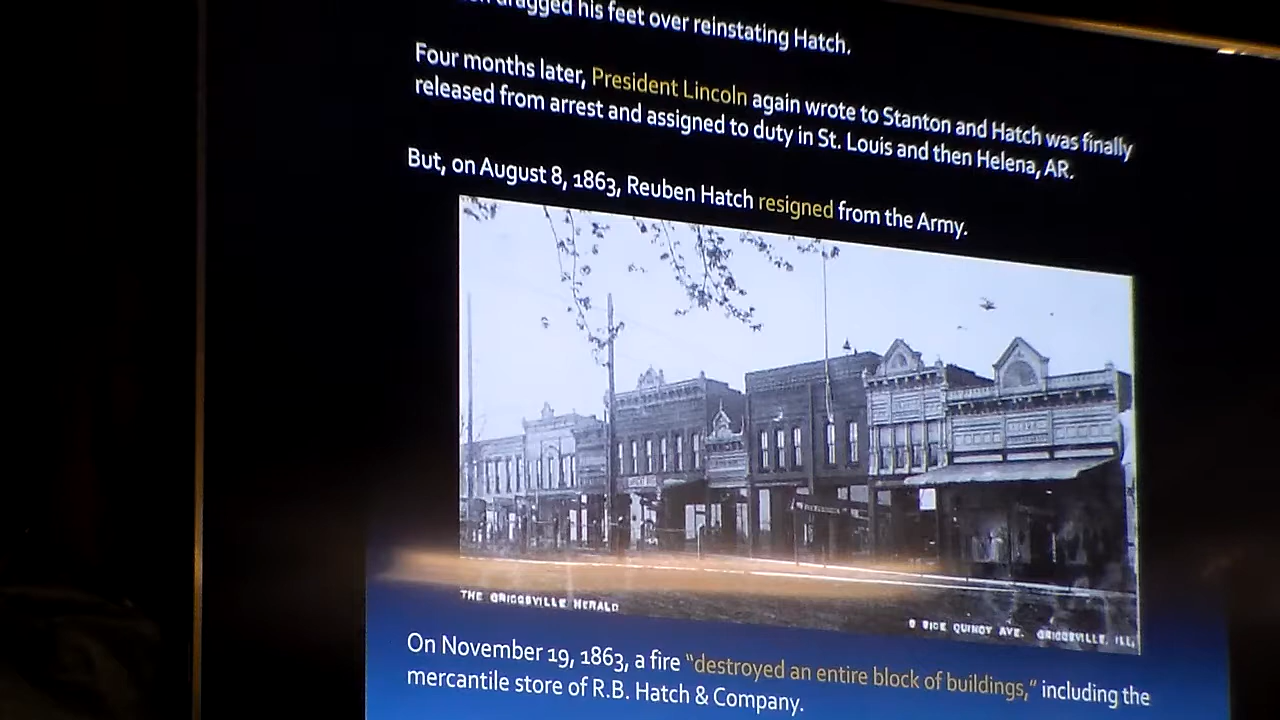 dragged his feet over reinstating Hatch.
Four months later, President Lincoln again wrote to Stanton and Hatch was finally
released from arrest and assigned to duty in St. Louis and then Helena, AR.
But, on August 8, 1863, Reuben Hatch resigned from the Army.
THE GRIGGSVILLE HERALD
QUINCY AVE. GRIGGSVILLE, ILL.
On November 19, 1863, a fire “destroyed an entire block of buildings,” including the
mercantile store of R.B. Hatch & Company.